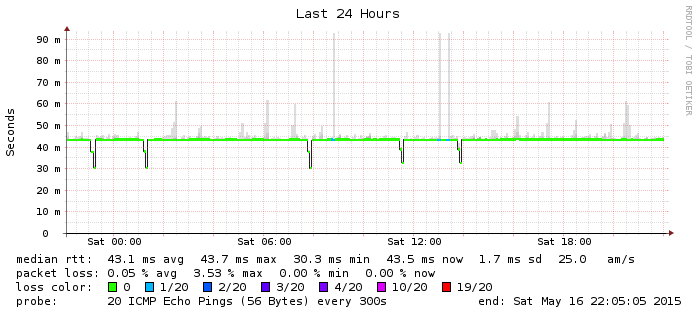 Last 24 Hours
RRDTOOL / TOBI OETIKER
Seconds
90 m
80 m
70 m
60 m
50 m
40 m
30 m
20 m
10 m
0
Sat 00:00 Sat 06:00 Sat 12:00 Sat 18:00
median rtt: 43.1 ms avg 43.7 ms max 30.3 ms min 43.5 ms now 1.7 ms sd 25.0 am/s
packet loss: 0.05 % avg 3.53 % max 0.00 % min 0.00 % now
loss color: 0 1/20 2/20 3/20 4/20 10/20 19/20
probe: 20 ICMP Echo Pings (56 Bytes) every 300s end: Sat May 16 22:05:05 2015